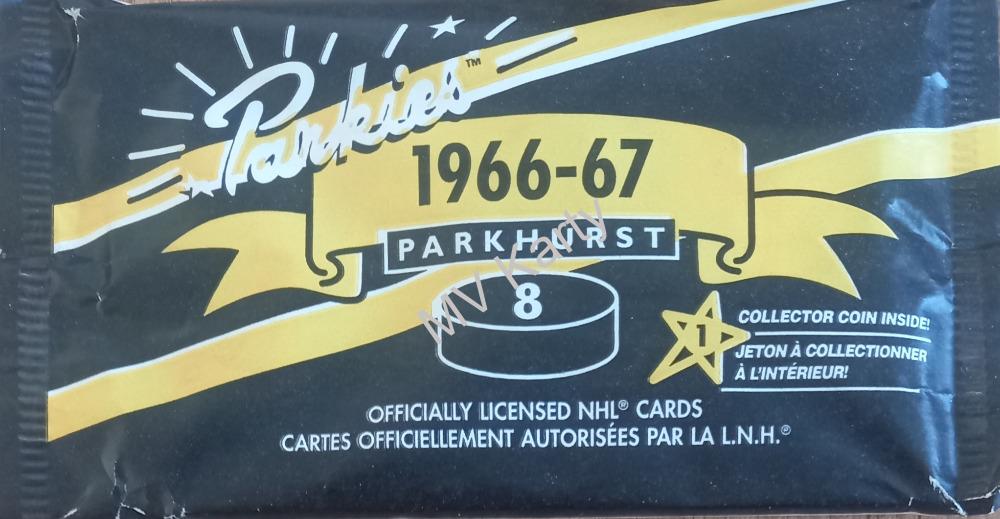 Parkies™
1966-67
PARKHURST
8
MV Karty
1
COLLECTOR COIN INSIDE!
JETON À COLLECTIONNER
À L'INTÉRIEUR!
OFFICIALLY LICENSED NHL® CARDS
CARTES OFFICIELLEMENT AUTORISÉES PAR LA L.N.H.®